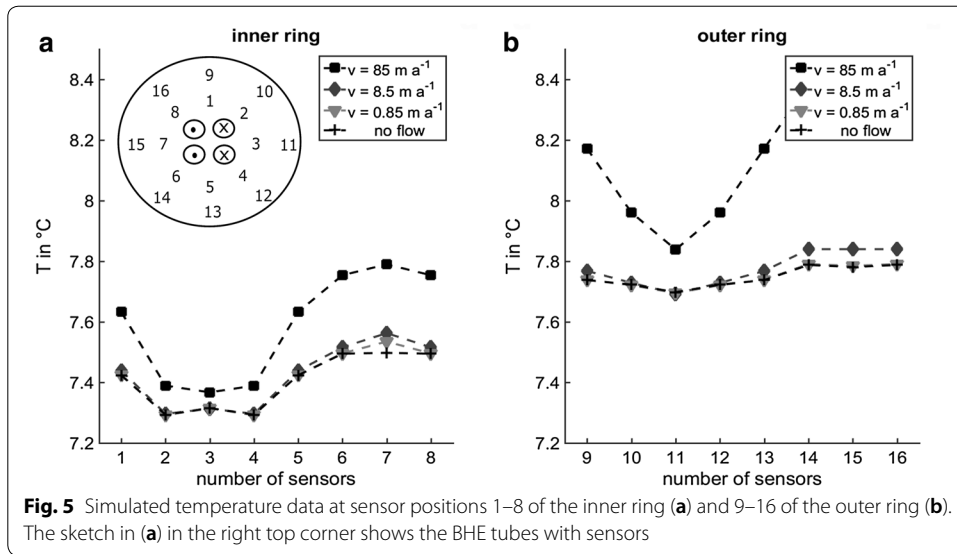 a
inner ring
8.4
8.2
8
7.8
7.6
7.4
7.2
T in °C
v = 85 m a⁻¹
v = 8.5 m a⁻¹
v = 0.85 m a⁻¹
no flow
9
16
10
1
8
2
x
15
7
3
11
x
6
4
5
14
12
13
1 2 3 4 5 6 7 8
number of sensors
b
outer ring
8.4
8.2
8
7.8
7.6
7.4
7.2
T in °C
v = 85 m a⁻¹
v = 8.5 m a⁻¹
v = 0.85 m a⁻¹
no flow
9 10 11 12 13 14 15 16
number of sensors
Fig. 5 Simulated temperature data at sensor positions 1–8 of the inner ring (a) and 9–16 of the outer ring (b).
The sketch in (a) in the right top corner shows the BHE tubes with sensors